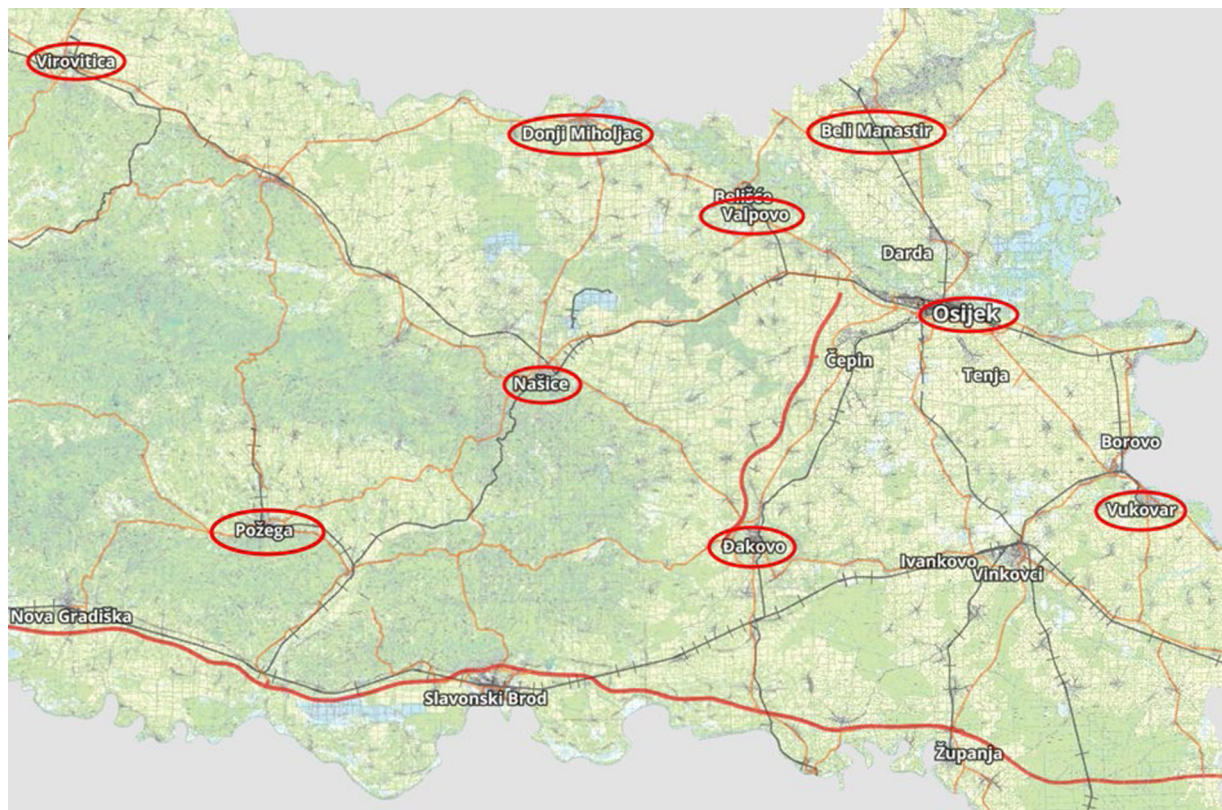 Virovitica
Donji Miholjac
Beli Manastir
Belišće
Valpovo
Darda
Osijek
Čepin
Tenja
Našice
Borovo
Vukovar
Požega
Đakovo
Ivankovo
Vinkovci
Nova Gradiška
Slavonski Brod
Županja